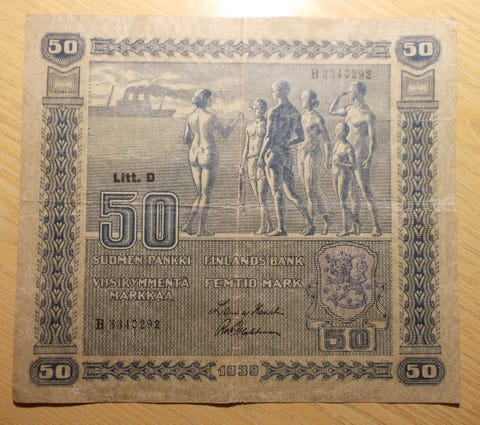 50 50
B 3340292
Litt. D
50
SUOMEN PANKKI FINLANDS BANK
VIISIKYMMENTÄ FEMTIO MARK
MARKKAA
B 3340292
50
50 1939 50